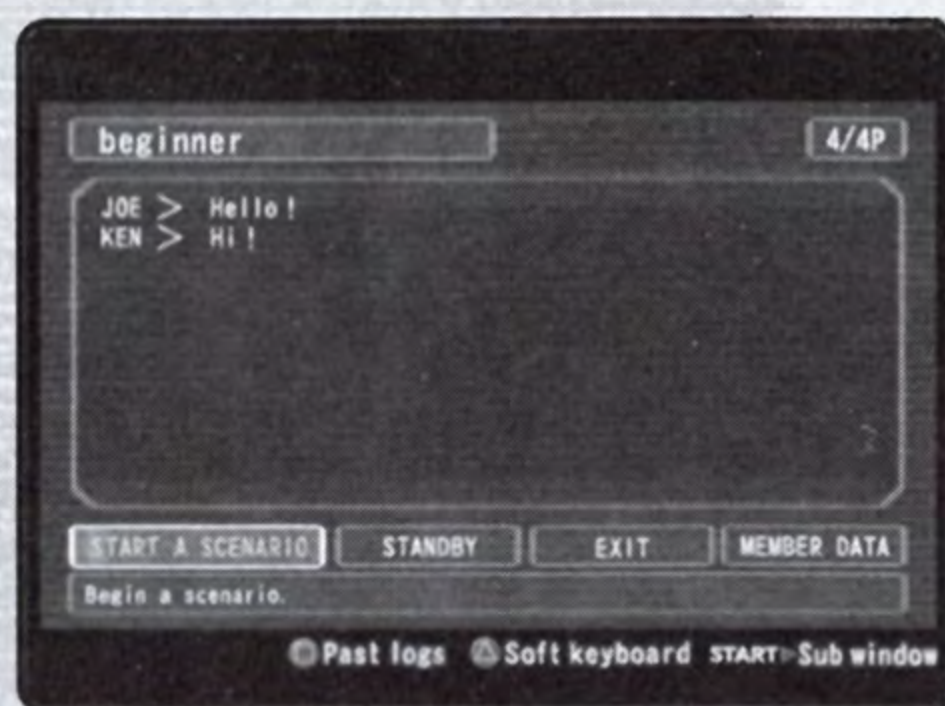 beginner 4/4P
JOE > Hello!
KEN > Hi!
START A SCENARIO STANDBY EXIT MEMBER DATA
Begin a scenario.
Past logs Soft keyboard START Sub window